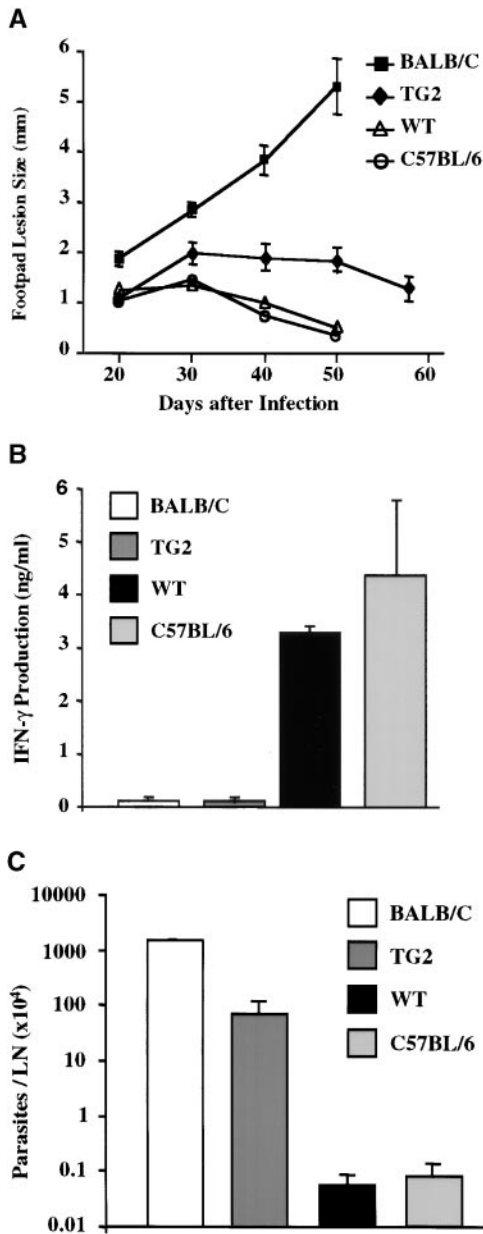 A
Footpad Lesion Size (mm)
6
5
4
3
2
1
0
20
30
40
50
60
Days after Infection
BALB/C
TG2
WT
C57BL/6
B
IFN-γ Production (ng/ml)
6
5
4
3
2
1
0
BALB/C
TG2
WT
C57BL/6
C
Parasites / LN (x10⁴)
10000
1000
100
10
1
0.1
0.01
BALB/C
TG2
WT
C57BL/6